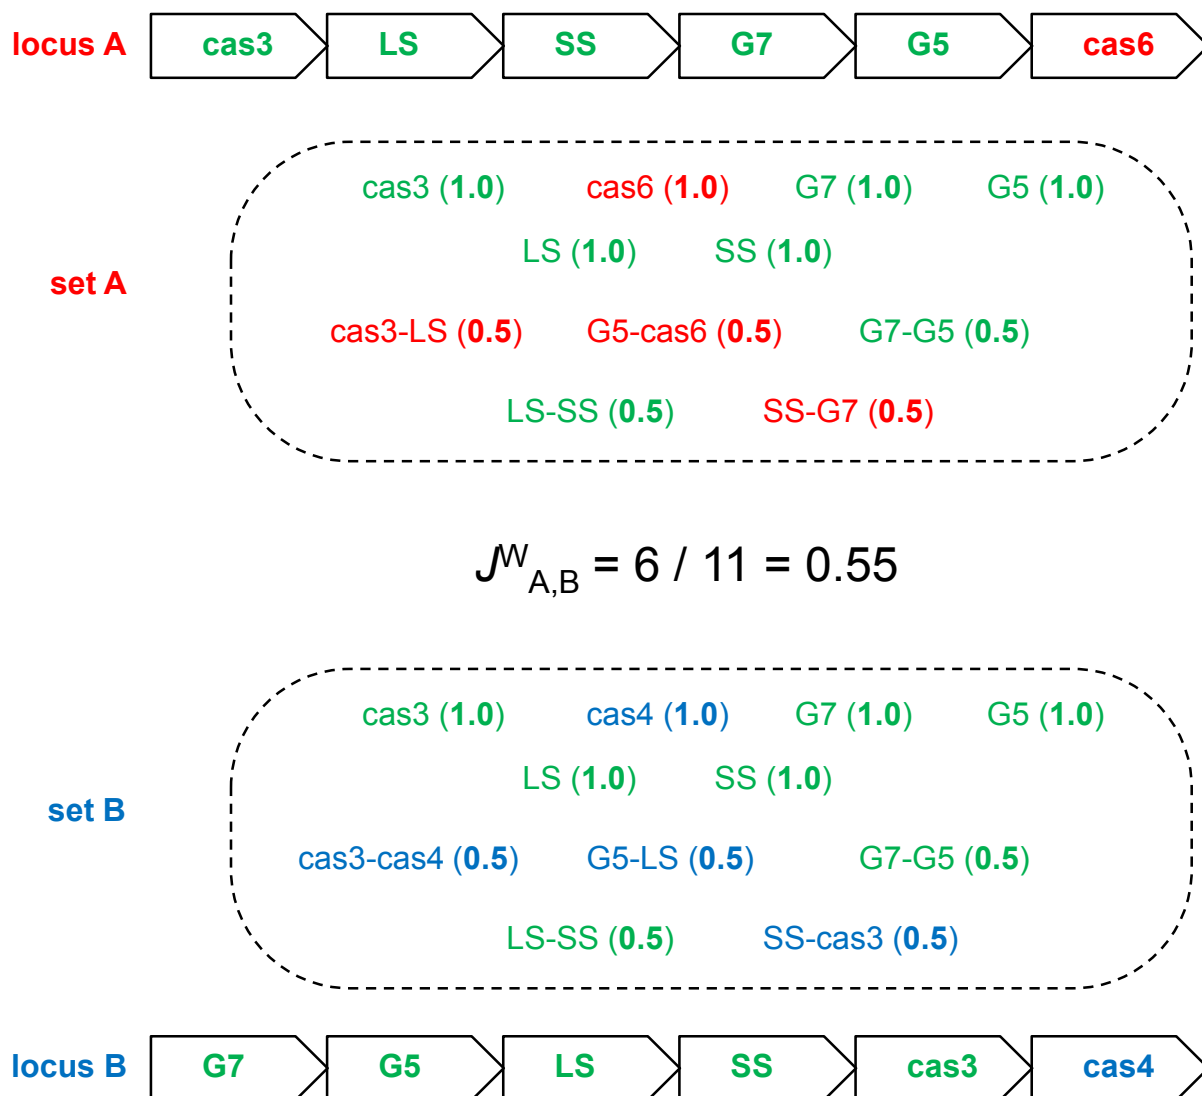 locus A cas3 LS SS G7 G5 cas6
cas3 (1.0) cas6 (1.0) G7 (1.0) G5 (1.0)
LS (1.0) SS (1.0)
set A
cas3-LS (0.5) G5-cas6 (0.5) G7-G5 (0.5)
LS-SS (0.5) SS-G7 (0.5)
J^W_A,B = 6 / 11 = 0.55
cas3 (1.0) cas4 (1.0) G7 (1.0) G5 (1.0)
LS (1.0) SS (1.0)
set B
cas3-cas4 (0.5) G5-LS (0.5) G7-G5 (0.5)
LS-SS (0.5) SS-cas3 (0.5)
locus B G7 G5 LS SS cas3 cas4